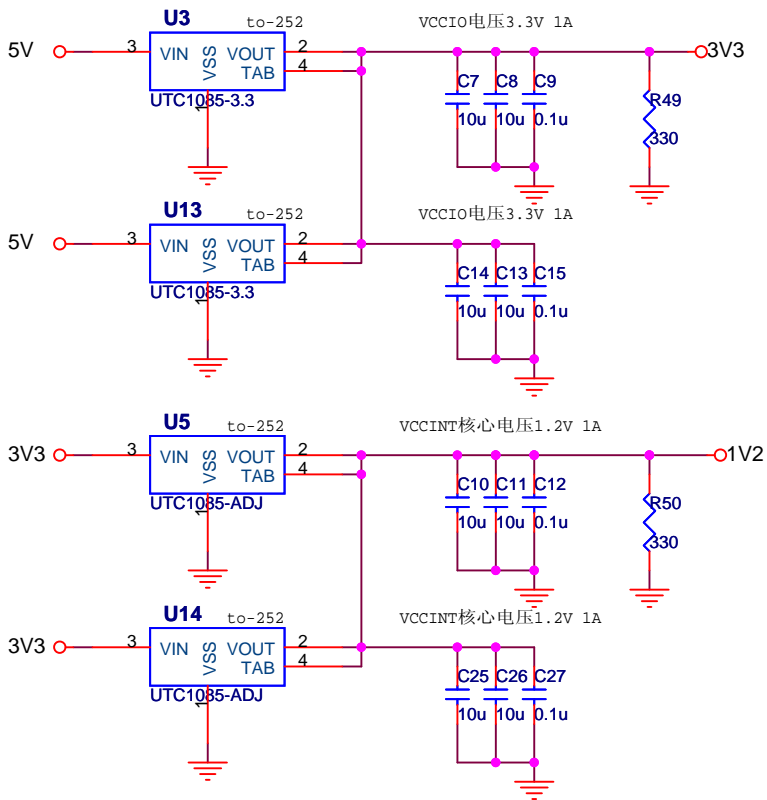 U3 to-252 VCCIO电压3.3V 1A
5V 3 VIN VSS VOUT 2 3V3
TAB 4
C7 C8 C9 R49
UTC1085-3.3
1 10u 10u 0.1u 330
U13 to-252 VCCIO电压3.3V 1A
5V 3 VIN VSS VOUT 2
TAB 4
C14 C13 C15
UTC1085-3.3
1 10u 10u 0.1u
U5 to-252 VCCINT核心电压1.2V 1A
3V3 3 VIN VSS VOUT 2 1V2
TAB 4
C10 C11 C12 R50
UTC1085-ADJ
1 10u 10u 0.1u 330
U14 to-252 VCCINT核心电压1.2V 1A
3V3 3 VIN VSS VOUT 2
TAB 4
C25 C26 C27
UTC1085-ADJ
1 10u 10u 0.1u